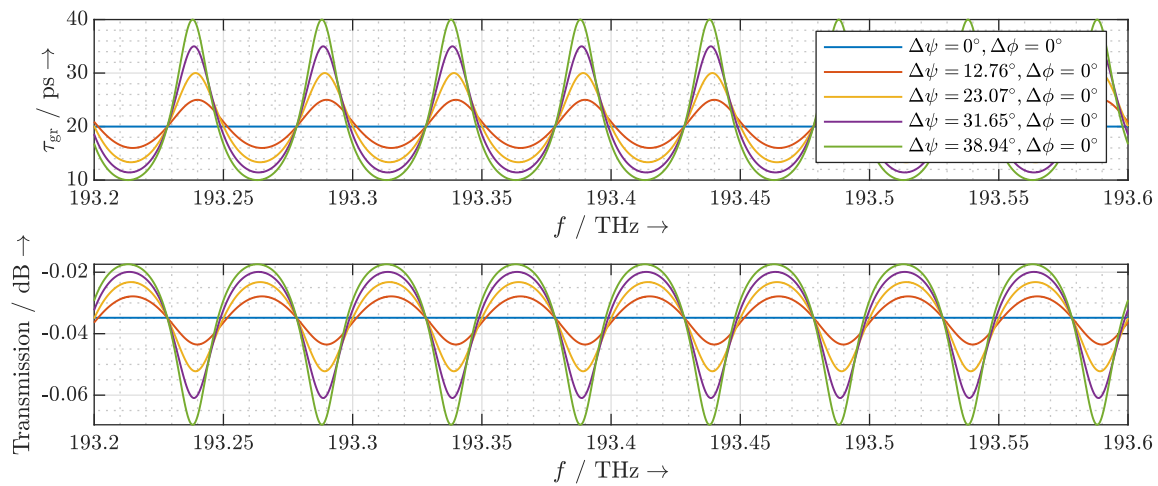 40
30
20
10
τgr / ps →
Δψ = 0°, Δϕ = 0°
Δψ = 12.76°, Δϕ = 0°
Δψ = 23.07°, Δϕ = 0°
Δψ = 31.65°, Δϕ = 0°
Δψ = 38.94°, Δϕ = 0°
193.2 193.25 193.3 193.35 193.4 193.45 193.5 193.55 193.6
f / THz →
-0.02
-0.04
-0.06
Transmission / dB →
193.2 193.25 193.3 193.35 193.4 193.45 193.5 193.55 193.6
f / THz →